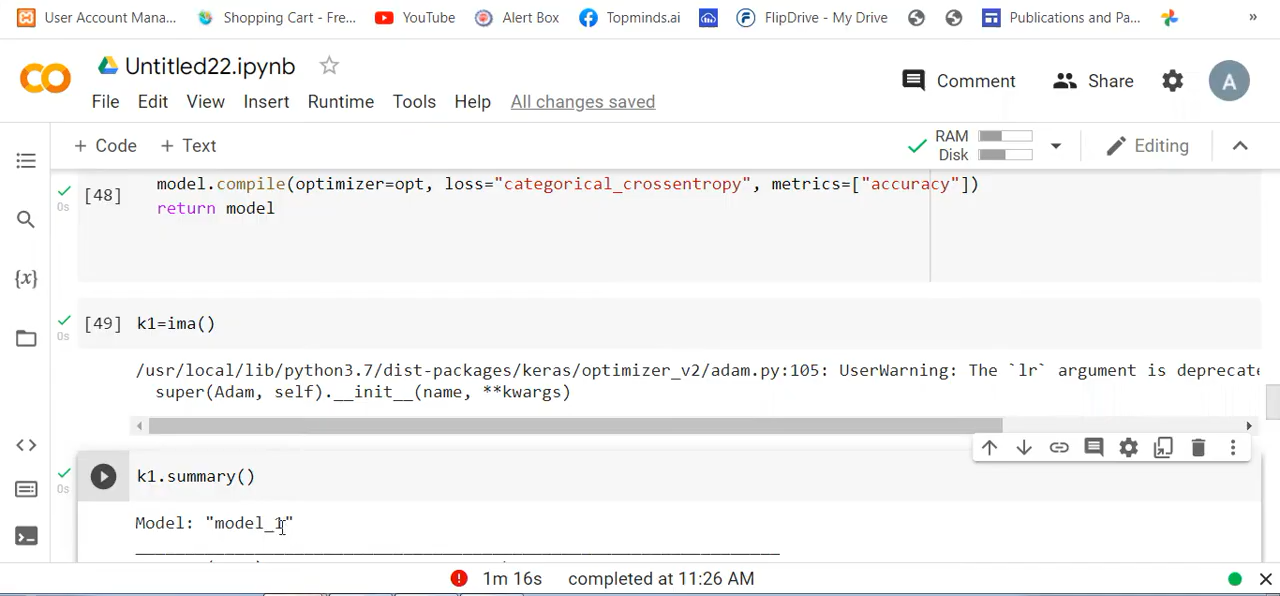 User Account Mana... Shopping Cart - Fre... YouTube Alert Box Topminds.ai FlipDrive - My Drive Publications and Pa... »
CO Untitled22.ipynb Comment Share A
File Edit View Insert Runtime Tools Help All changes saved
+ Code + Text RAM Disk Editing
[48] model.compile(optimizer=opt, loss="categorical_crossentropy", metrics=["accuracy"])
0s return model
[49] k1=ima()
0s
/usr/local/lib/python3.7/dist-packages/keras/optimizer_v2/adam.py:105: UserWarning: The `lr` argument is deprecate
super(Adam, self).__init__(name, **kwargs)
k1.summary()
0s
Model: "model_1"
1m 16s completed at 11:26 AM